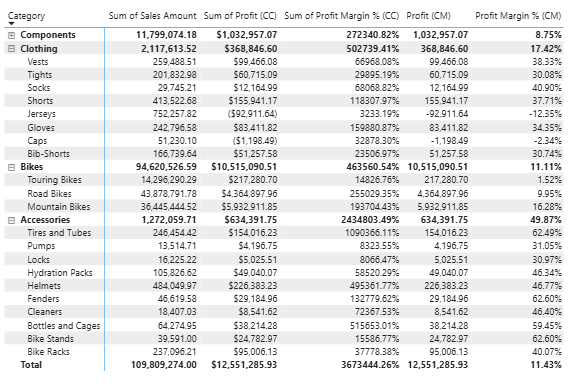 Category Sum of Sales Amount Sum of Profit (CC) Sum of Profit Margin % (CC) Profit (CM) Profit Margin % (CM)
Components 11,799,074.18 $1,032,957.07 272340.82% 1,032,957.07 8.75%
Clothing 2,117,613.52 $368,844.60 502739.41% 368,844.60 17.42%
Vests 259,488.51 $99,466.08 66968.08% 99,466.08 38.33%
Tights 201,832.98 $60,715.09 29895.19% 60,715.09 30.08%
Socks 29,745.21 $12,164.99 68068.82% 12,164.99 40.90%
Shorts 413,522.68 $155,941.17 118307.97% 155,941.17 37.71%
Jerseys 752,257.82 ($92,911.64) 3233.19% -92,911.64 -12.35%
Gloves 242,796.58 $83,411.82 159880.87% 83,411.82 34.35%
Caps 51,230.10 ($1,198.49) 32878.30% -1,198.49 -2.34%
Bib-Shorts 166,739.64 $51,257.58 23506.97% 51,257.58 30.74%
Bikes 94,620,526.59 $10,515,090.51 463560.54% 10,515,090.51 11.11%
Touring Bikes 14,296,290.29 $217,280.70 14826.76% 217,280.70 1.52%
Road Bikes 43,878,791.78 $4,364,897.96 255029.35% 4,364,897.96 9.95%
Mountain Bikes 36,445,444.52 $5,932,911.85 193704.43% 5,932,911.85 16.28%
Accessories 1,272,059.71 $634,391.75 2434803.49% 634,391.75 49.87%
Tires and Tubes 246,454.42 $154,016.23 1090366.11% 154,016.23 62.49%
Pumps 13,514.71 $4,196.75 8323.55% 4,196.75 31.05%
Locks 16,225.22 $5,025.51 8066.47% 5,025.51 30.97%
Hydration Packs 105,826.62 $49,040.07 58520.29% 49,040.07 46.34%
Helmets 484,049.97 $226,383.23 495361.77% 226,383.23 46.77%
Fenders 46,619.58 $29,184.96 132779.62% 29,184.96 62.60%
Cleaners 18,407.03 $8,541.62 72367.53% 8,541.62 46.40%
Bottles and Cages 64,274.95 $38,214.28 515653.01% 38,214.28 59.45%
Bike Stands 39,591.00 $24,782.97 15586.77% 24,782.97 62.60%
Bike Racks 237,096.21 $95,006.13 37778.38% 95,006.13 40.07%
Total 109,809,274.00 $12,551,285.93 3673444.26% 12,551,285.93 11.43%